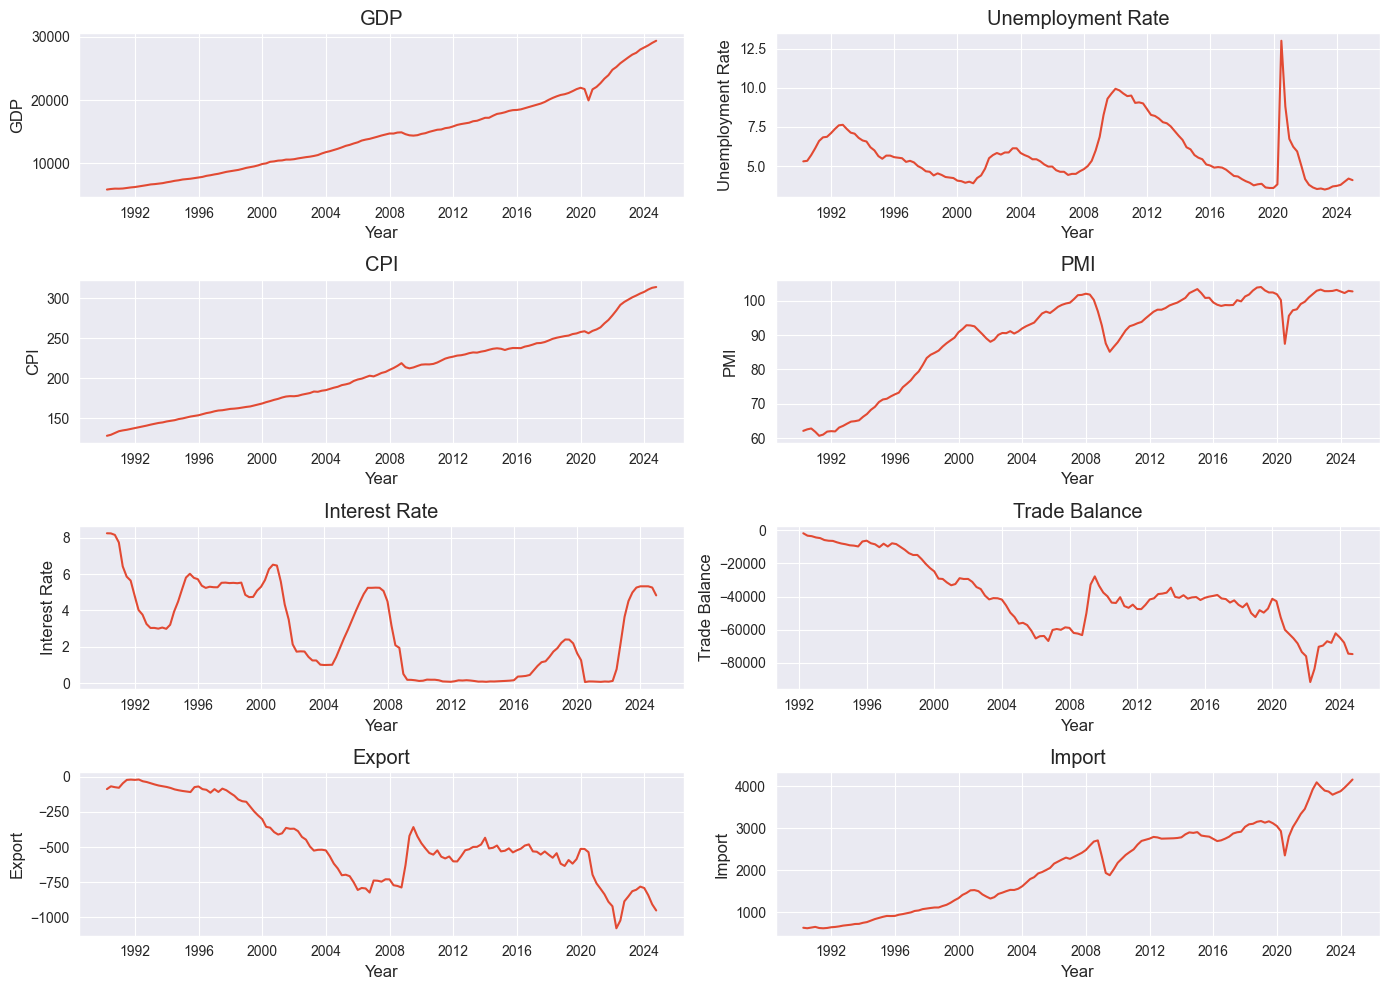 GDP
GDP
30000
20000
10000
1992 1996 2000 2004 2008 2012 2016 2020 2024
Year
Unemployment Rate
Unemployment Rate
12.5
10.0
7.5
5.0
1992 1996 2000 2004 2008 2012 2016 2020 2024
Year
CPI
CPI
300
250
200
150
1992 1996 2000 2004 2008 2012 2016 2020 2024
Year
PMI
PMI
100
90
80
70
60
1992 1996 2000 2004 2008 2012 2016 2020 2024
Year
Interest Rate
Interest Rate
8
6
4
2
0
1992 1996 2000 2004 2008 2012 2016 2020 2024
Year
Trade Balance
Trade Balance
0
−20000
−40000
−60000
−80000
1992 1996 2000 2004 2008 2012 2016 2020 2024
Year
Export
Export
0
−250
−500
−750
−1000
1992 1996 2000 2004 2008 2012 2016 2020 2024
Year
Import
Import
4000
3000
2000
1000
1992 1996 2000 2004 2008 2012 2016 2020 2024
Year